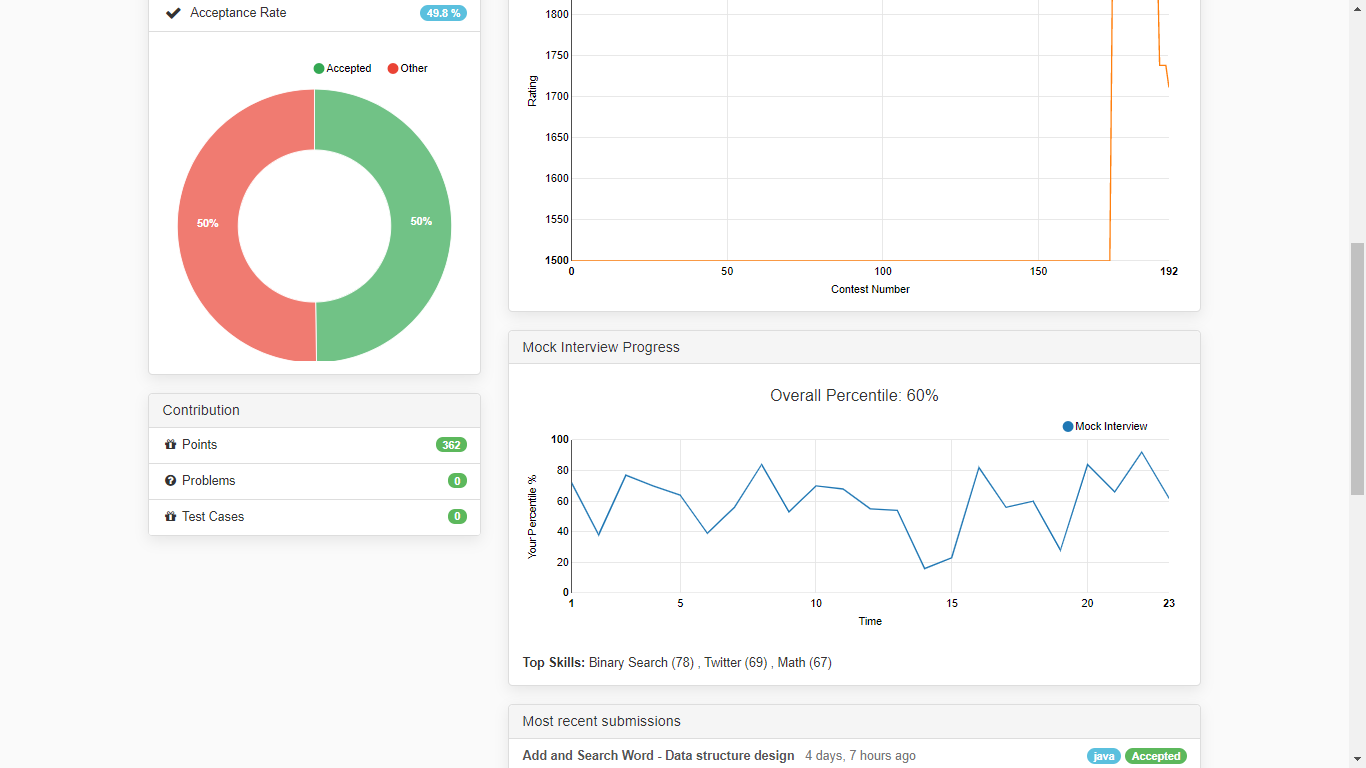 Acceptance Rate 49.8 %
Accepted Other
50% 50%
Contribution
Points 362
Problems 0
Test Cases 0
1800
1750
1700
1650
1600
1550
1500
Rating
0 50 100 150 192
Contest Number
Mock Interview Progress
Overall Percentile: 60%
Mock Interview
100
80
60
40
20
0
Your Percentile %
1 5 10 15 20 23
Time
Top Skills: Binary Search (78) , Twitter (69) , Math (67)
Most recent submissions
Add and Search Word - Data structure design 4 days, 7 hours ago java Accepted